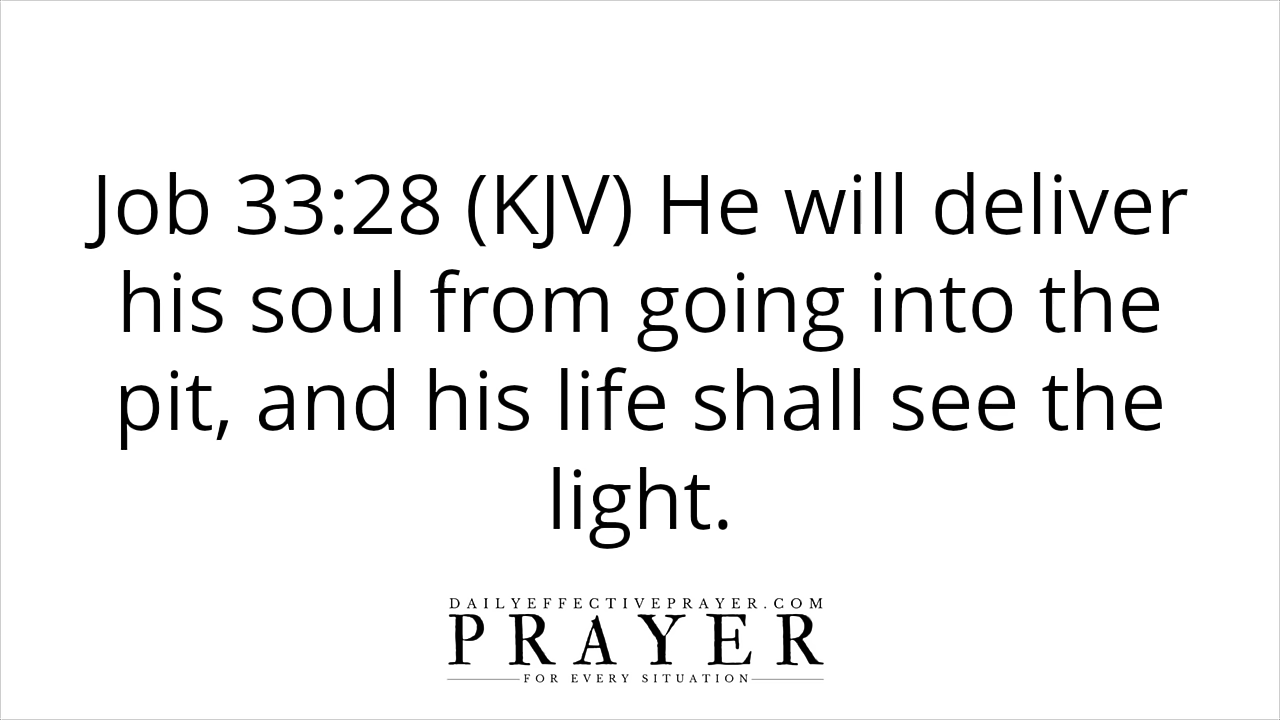 Job 33:28 (KJV) He will deliver
his soul from going into the
pit, and his life shall see the
light.
DAILYEFFECTIVEPRAYER.COM
PRAYER
FOR EVERY SITUATION